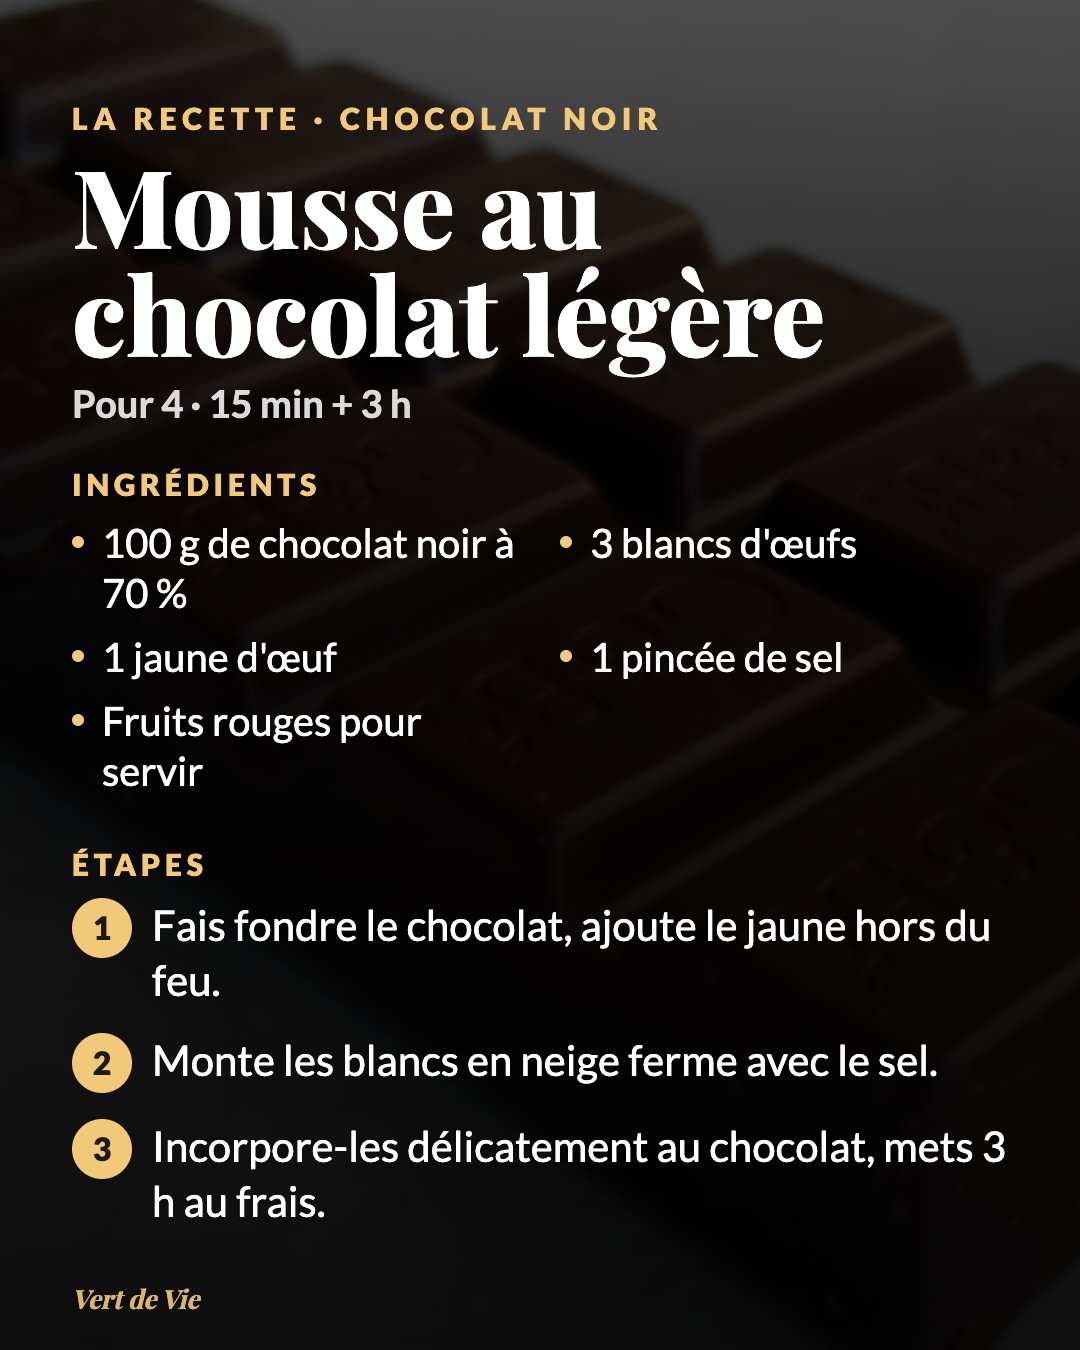 LA RECETTE · CHOCOLAT NOIR
Mousse au
chocolat légère
Pour 4 · 15 min + 3 h
INGRÉDIENTS
• 100 g de chocolat noir à
70 %
• 3 blancs d'œufs
• 1 jaune d'œuf
• 1 pincée de sel
• Fruits rouges pour
servir
ÉTAPES
1 Fais fondre le chocolat, ajoute le jaune hors du
feu.
2 Monte les blancs en neige ferme avec le sel.
3 Incorpore-les délicatement au chocolat, mets 3
h au frais.
Vert de Vie